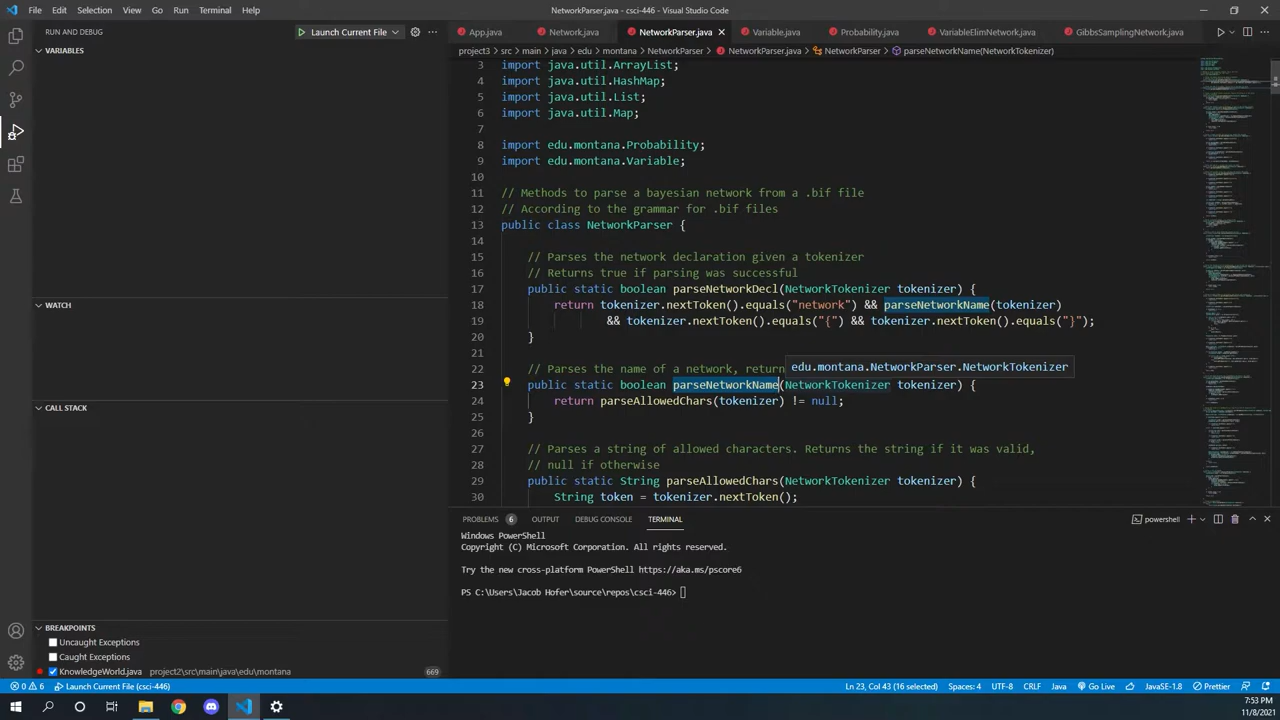 File Edit Selection View Go Run Terminal Help
NetworkParser.java - csci-446 - Visual Studio Code
RUN AND DEBUG Launch Current File
App.java Network.java NetworkParser.java Variable.java Probability.java VariableElimNetwork.java GibbsSamplingNetwork.java
VARIABLES
project3 > src > main > java > edu > montana > NetworkParser > NetworkParser.java > NetworkParser > parseNetworkName(NetworkTokenizer)
3 import java.util.ArrayList;
4 import java.util.HashMap;
5 import java.util.List;
6 import java.util.Map;
7
8 import edu.montana.Probability;
9 import edu.montana.Variable;
10
11 Methods to parse a bayesian network from a .bif file
12 according to the grammar for .bif files
13 public class NetworkParser {
14
15 Parses the network declaration given a tokenizer
16 Returns true if parsing was successful
17 public static boolean parseNetworkDecl(NetworkTokenizer tokenizer) {
18 return tokenizer.nextToken().equals("network") && parseNetworkName(tokenizer)
19 && tokenizer.nextToken().equals("{") && tokenizer.nextToken().equals("}");
20
21
22 Parses the name of a network, return
edu.montana.NetworkParser.NetworkTokenizer
23 public static boolean parseNetworkName(NetworkTokenizer tokenizer)
24 return parseAllowedChars(tokenizer) != null;
25
26
27 Parses a string of allowed characters. Returns the string if it was valid,
28 null if otherwise
29 public static String parseAllowedChars(NetworkTokenizer tokenizer) {
30 String token = tokenizer.nextToken();
WATCH
CALL STACK
PROBLEMS 6 OUTPUT DEBUG CONSOLE TERMINAL powershell
Windows PowerShell
Copyright (C) Microsoft Corporation. All rights reserved.
Try the new cross-platform PowerShell https://aka.ms/pscore6
PS C:\Users\Jacob Hofer\source\repos\csci-446>
BREAKPOINTS
Uncaught Exceptions
Caught Exceptions
KnowledgeWorld.java project2\src\main\java\edu\montana 669
0 6 Launch Current File (csci-446) Ln 23, Col 43 (16 selected) Spaces: 4 UTF-8 CRLF Java Go Live JavaSE-1.8 Prettier
7:53 PM
11/8/2021